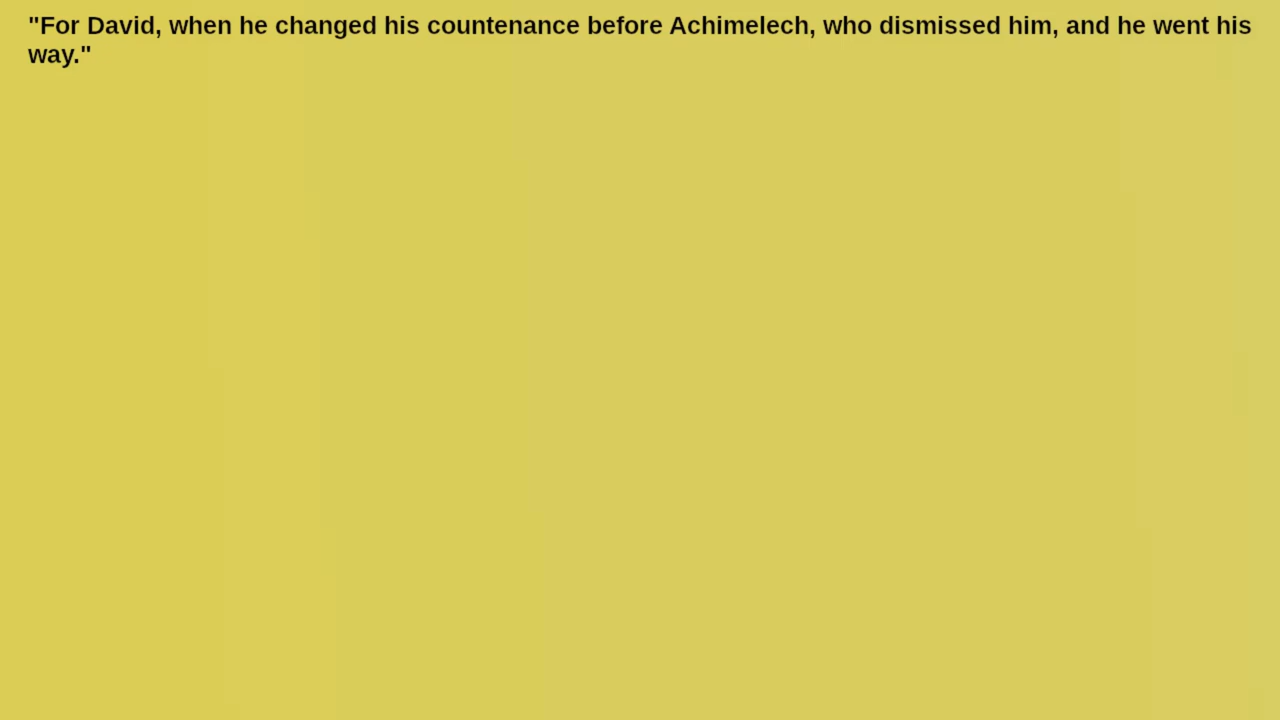 "For David, when he changed his countenance before Achimelech, who dismissed him, and he went his
way."